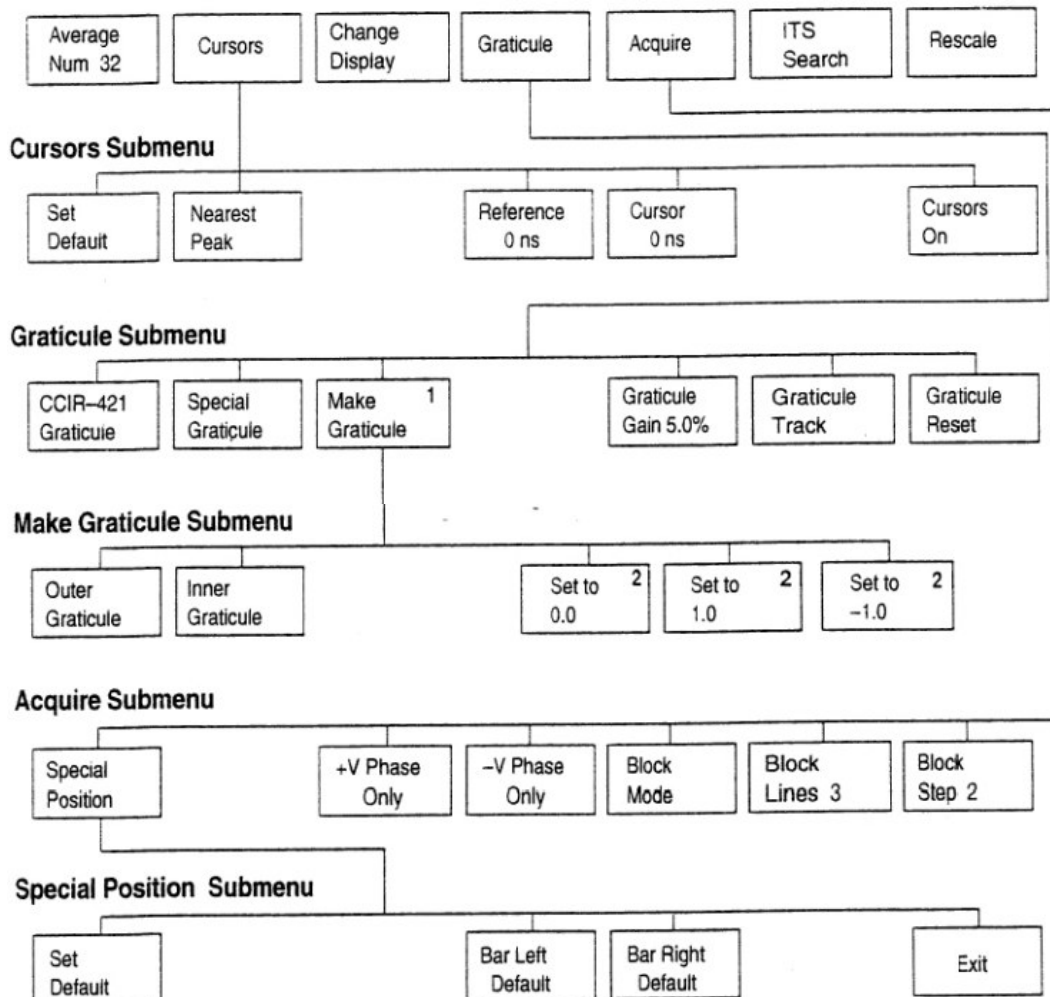 Average
Num 32
Cursors
Change
Display
Graticule
Acquire
ITS
Search
Rescale
Cursors Submenu
Set
Default
Nearest
Peak
Reference
0 ns
Cursor
0 ns
Cursors
On
Graticule Submenu
CCIR–421
Graticule
Special
Graticule
Make 1
Graticule
Graticule
Gain 5.0%
Graticule
Track
Graticule
Reset
Make Graticule Submenu
Outer
Graticule
Inner
Graticule
Set to 2
0.0
Set to 2
1.0
Set to 2
–1.0
Acquire Submenu
Special
Position
+V Phase
Only
–V Phase
Only
Block
Mode
Block
Lines 3
Block
Step 2
Special Position Submenu
Set
Default
Bar Left
Default
Bar Right
Default
Exit